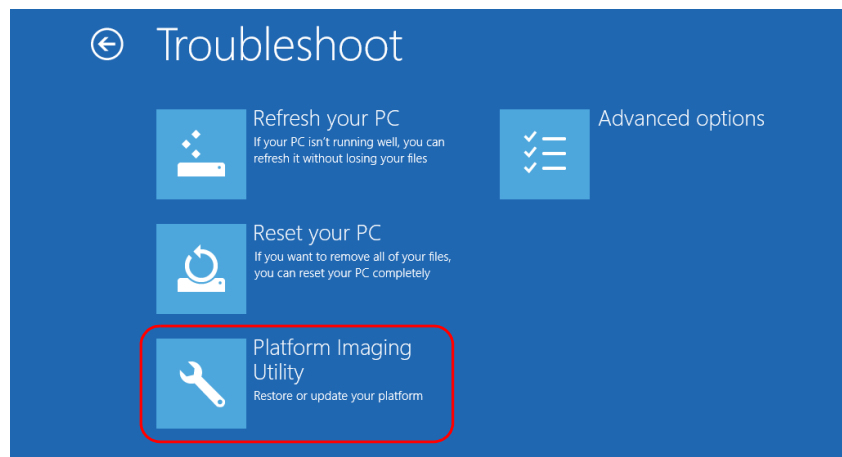 Troubleshoot
Refresh your PC
If your PC isn't running well, you can
refresh it without losing your files
Advanced options
Reset your PC
If you want to remove all of your files,
you can reset your PC completely
Platform Imaging
Utility
Restore or update your platform